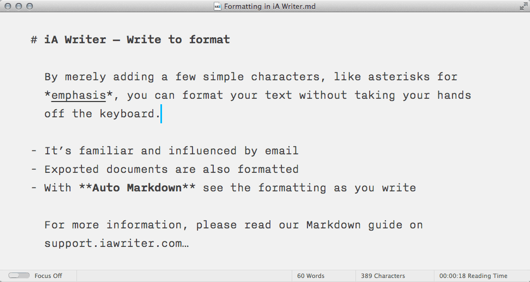 Formatting in iA Writer.md
# iA Writer – Write to format
By merely adding a few simple characters, like asterisks for
*emphasis*, you can format your text without taking your hands
off the keyboard.
- It’s familiar and influenced by email
- Exported documents are also formatted
- With **Auto Markdown** see the formatting as you write
For more information, please read our Markdown guide on
support.iawriter.com…
Focus Off
60 Words
389 Characters
00:00:18 Reading Time